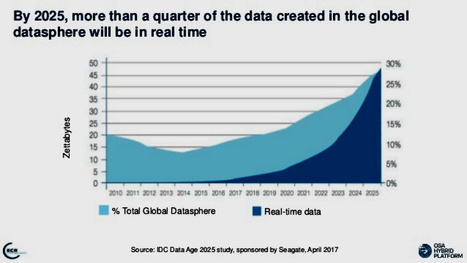 By 2025, more than a quarter of the data created in the global
datasphere will be in real time
50
45
40
35
30
25
20
15
10
5
0
Zettabytes
30%
25%
20%
15%
10%
5%
0%
2010 2011 2012 2013 2014 2015 2016 2017 2018 2019 2020 2021 2022 2023 2024 2025
% Total Global Datasphere
Real-time data
Source: IDC Data Age 2025 study, sponsored by Seagate, April 2017
OSA
HYBRID
PLATFORM